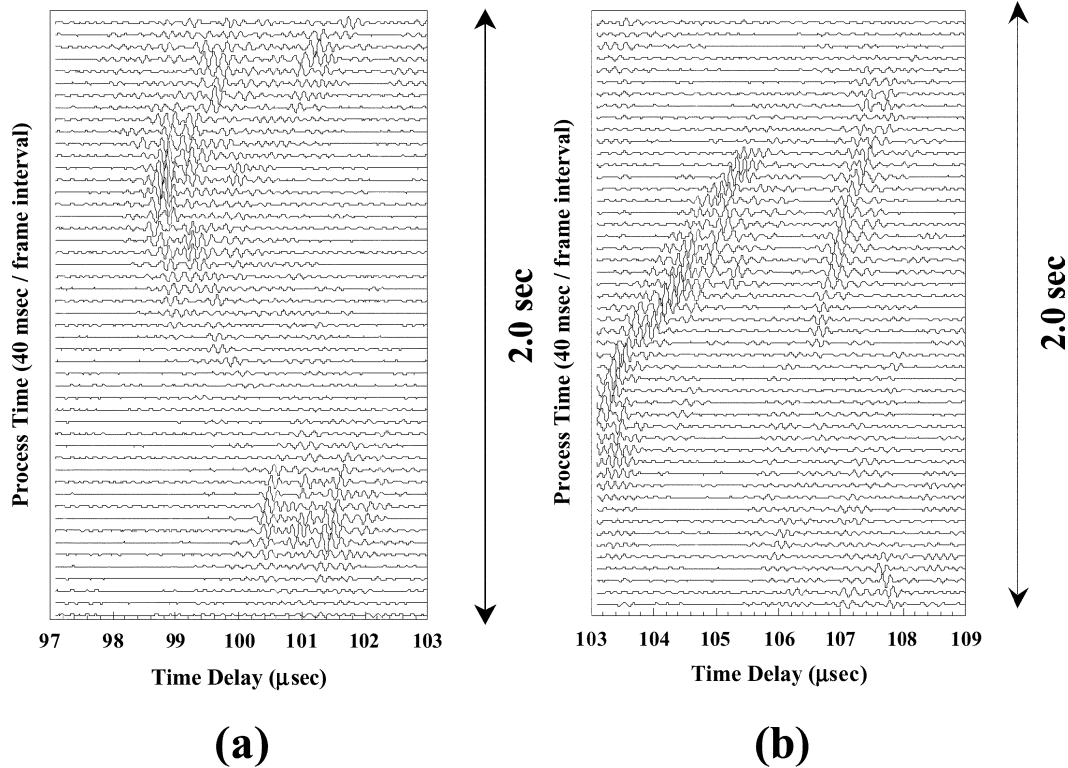 Process Time (40 msec / frame interval)
2.0 sec
97 98 99 100 101 102 103
Time Delay (μsec)
(a)
Process Time (40 msec / frame interval)
2.0 sec
103 104 105 106 107 108 109
Time Delay (μsec)
(b)